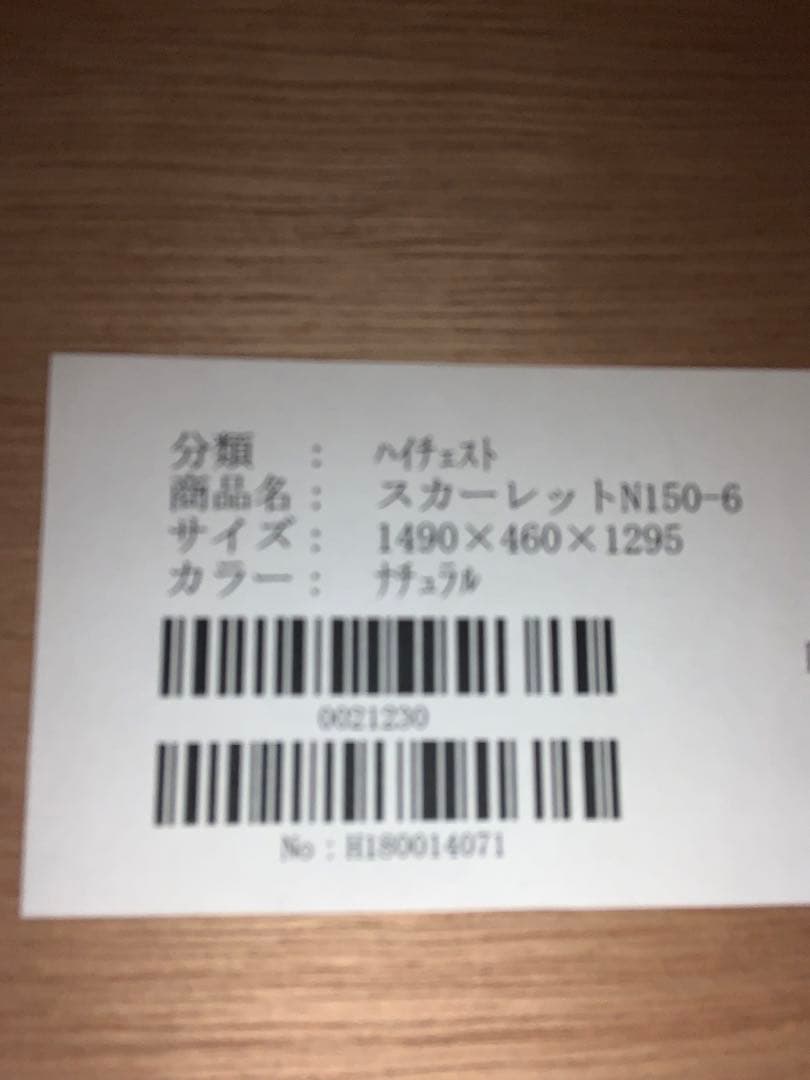 分類　：　ﾊｲﾁｪｽﾄ
商品名：　スカーレットN150-6
サイズ：　1490×460×1295
カラー：　ﾅﾁｭﾗﾙ
0021230
No：H180014071